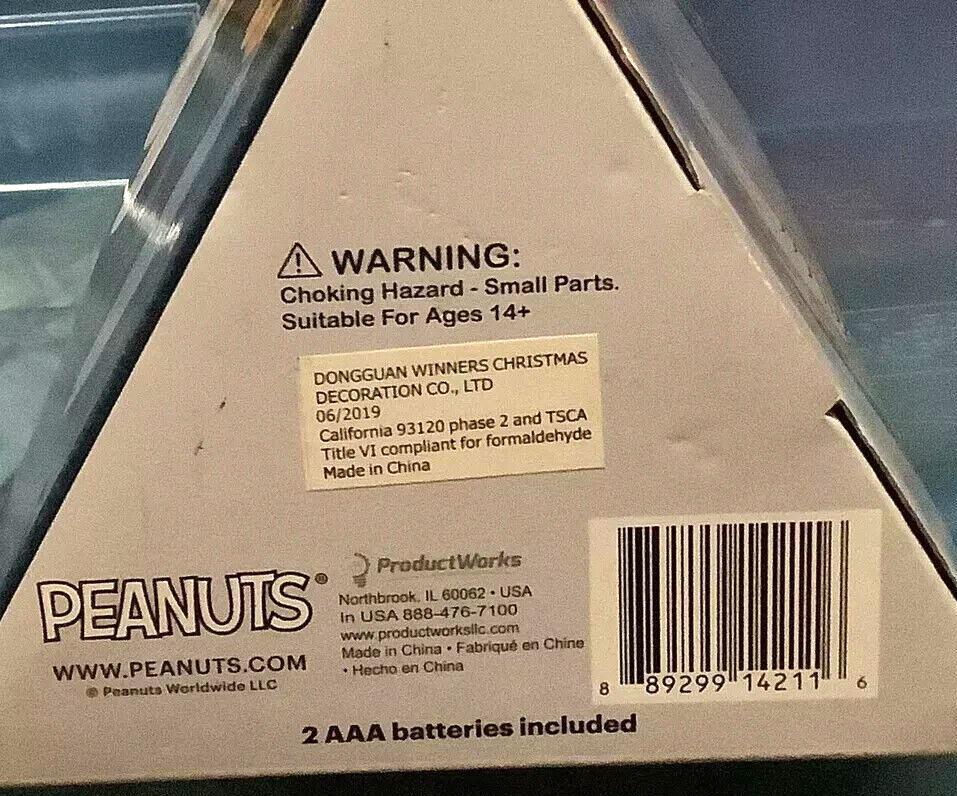 ⚠ WARNING:
Choking Hazard - Small Parts.
Suitable For Ages 14+
DONGGUAN WINNERS CHRISTMAS
DECORATION CO., LTD
06/2019
California 93120 phase 2 and TSCA
Title VI compliant for formaldehyde
Made in China
PEANUTS®
WWW.PEANUTS.COM
© Peanuts Worldwide LLC
ProductWorks
Northbrook, IL 60062 • USA
In USA 888-476-7100
www.productworksllc.com
Made in China • Fabriqué en Chine
• Hecho en China
8 89299 14211 6
2 AAA batteries included